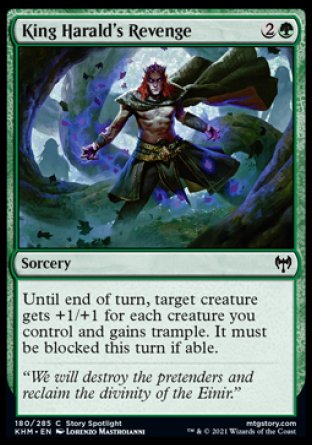 King Harald's Revenge 2
Sorcery
Until end of turn, target creature
gets +1/+1 for each creature you
control and gains trample. It must
be blocked this turn if able.
"We will destroy the pretenders and
reclaim the divinity of the Einir."
180/285 C Story Spotlight mtgstory.com
KHM • EN Lorenzo Mastroianni ™ & © 2021 Wizards of the Coast